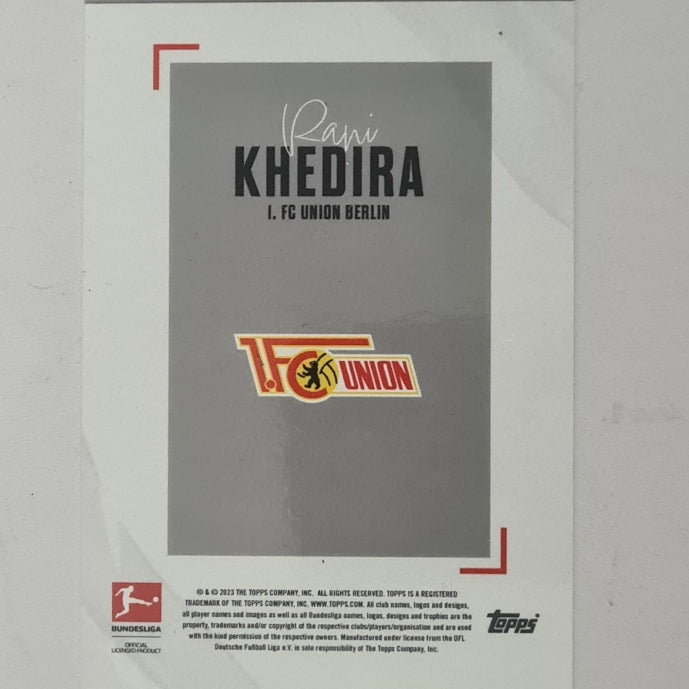 Rani
KHEDIRA
1. FC UNION BERLIN
1.FC UNION
® & © 2023 THE TOPPS COMPANY, INC. ALL RIGHTS RESERVED. TOPPS IS A REGISTERED
TRADEMARK OF THE TOPPS COMPANY, INC. WWW.TOPPS.COM. All club names, logos and designs,
all player names and images as well as all Bundesliga names, logos, designs and trophies are the
property, trademarks and/or copyright of the respective clubs/players/organisation and are used
with the kind permission of the respective owners. Manufactured under license from the DFL
Deutsche Fußball Liga e.V. in sole responsibility of The Topps Company, Inc.
BUNDESLIGA
OFFICIAL
LICENSED PRODUCT
topps